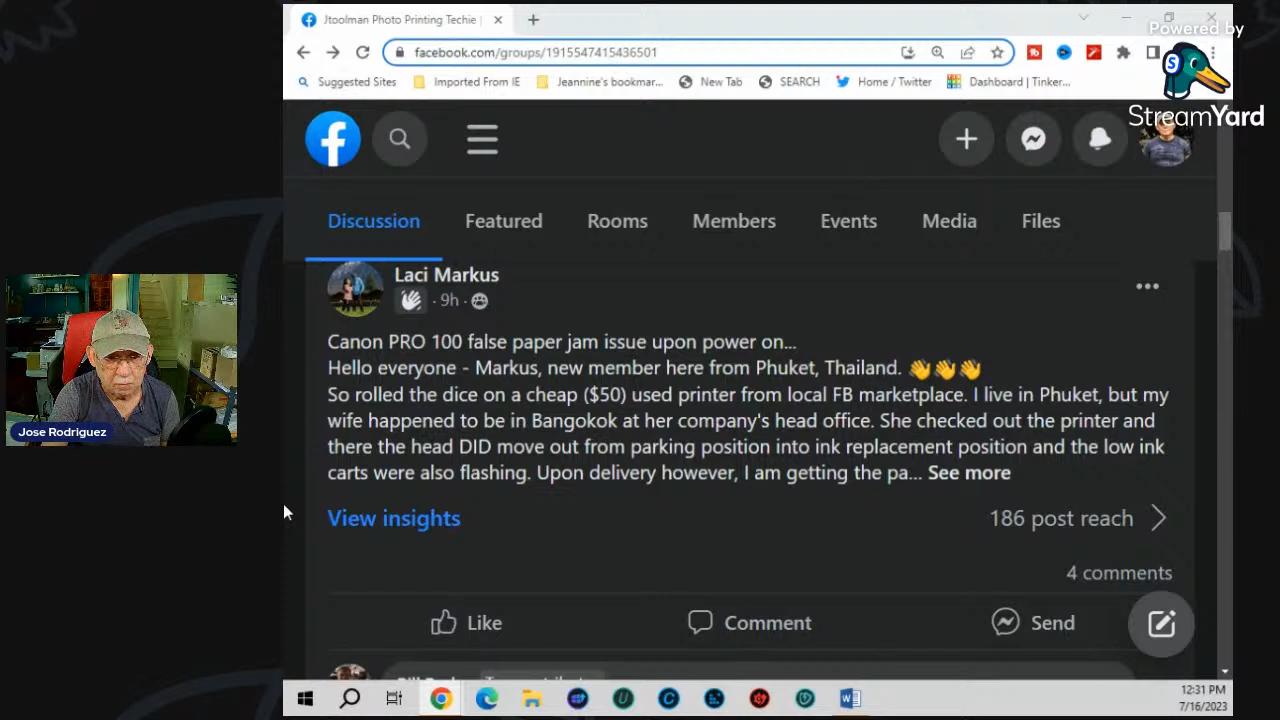 Jtoolman Photo Printing Techie |
Powered by
facebook.com/groups/1915547415436501
Suggested Sites Imported From IE Jeannine's bookmar... New Tab SEARCH Home / Twitter Dashboard | Tinker...
S
StreamYard
Discussion Featured Rooms Members Events Media Files
Laci Markus
9h
Canon PRO 100 false paper jam issue upon power on...
Hello everyone - Markus, new member here from Phuket, Thailand. 👋👋👋
So rolled the dice on a cheap ($50) used printer from local FB marketplace. I live in Phuket, but my
wife happened to be in Bangokok at her company's head office. She checked out the printer and
there the head DID move out from parking position into ink replacement position and the low ink
carts were also flashing. Upon delivery however, I am getting the pa... See more
Jose Rodriguez
View insights 186 post reach
4 comments
Like Comment Send
12:31 PM
7/16/2023